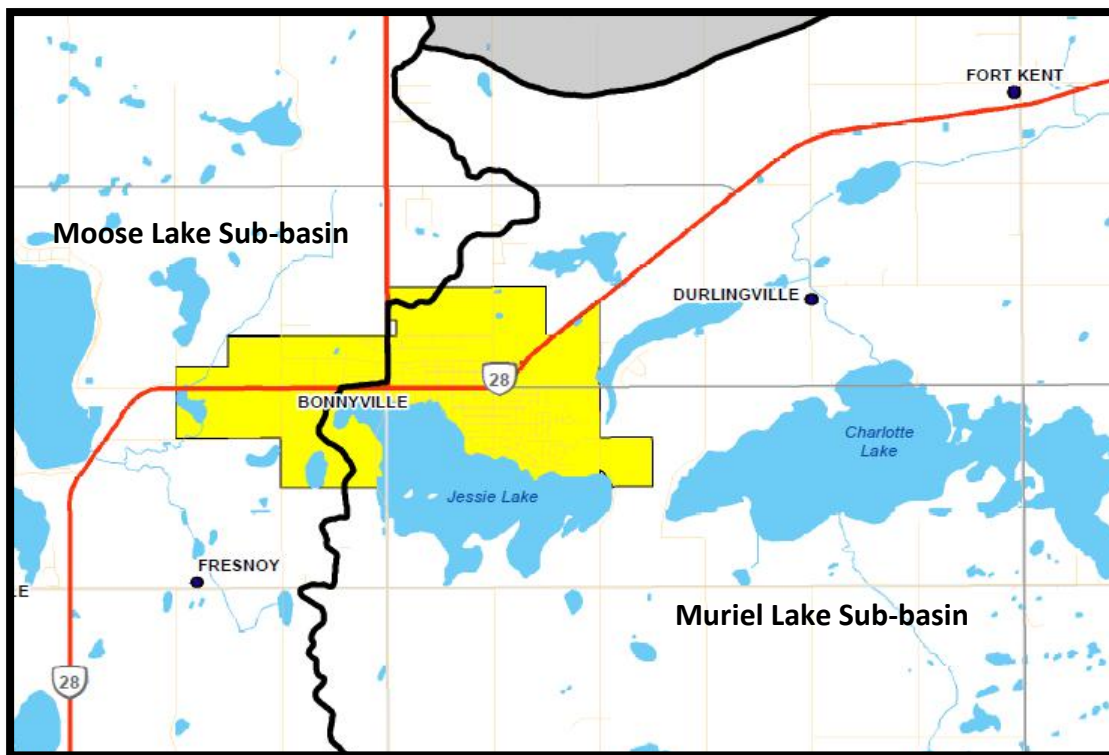 FORT KENT
Moose Lake Sub-basin
DURLINGVILLE
28
BONNYVILLE
Charlotte
Lake
Jessie Lake
FRESNOY
LE
Muriel Lake Sub-basin
28